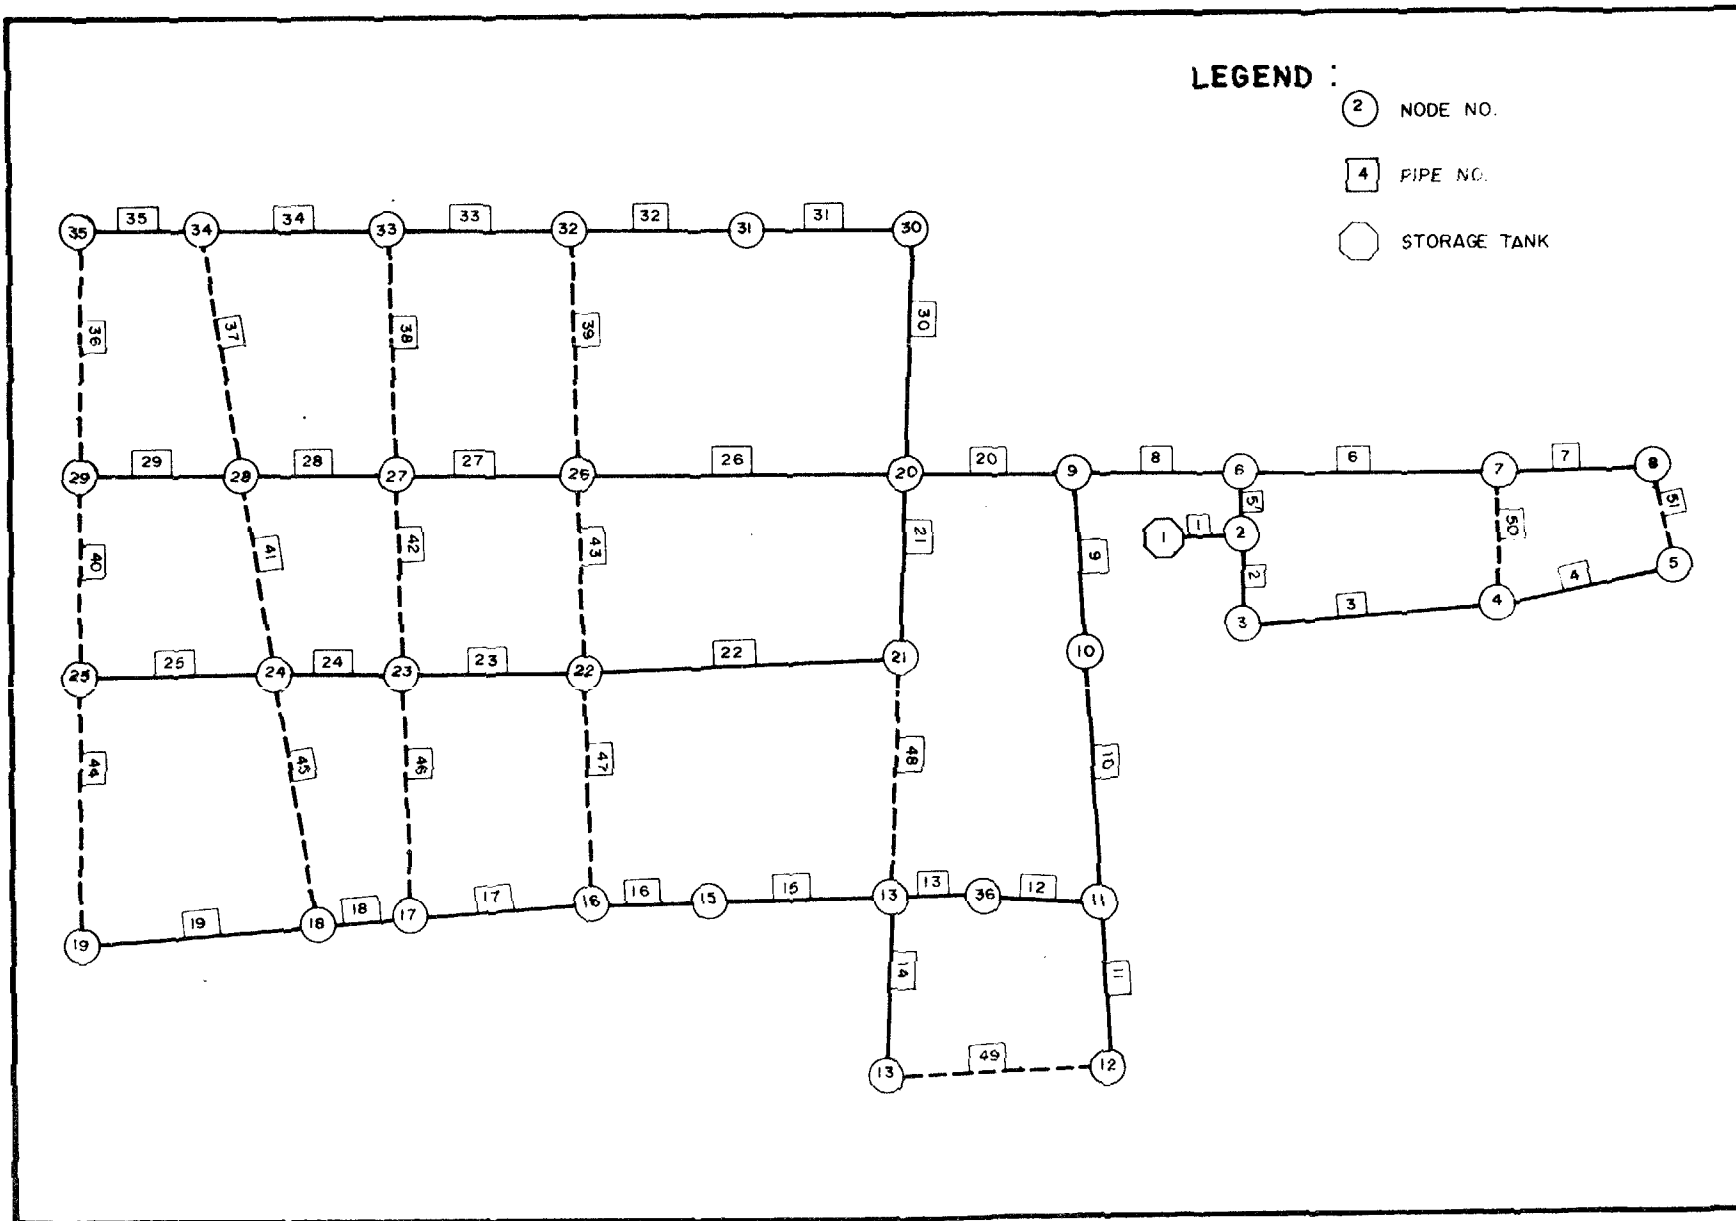 LEGEND :
2 NODE NO.
4 PIPE NO.
STORAGE TANK
35 34 33 32 31
35 34 33 32 31 30
36 37 38 39 30
29 28 27 26 20 8 6 7
29 28 27 26 20 9 6 7 8
5 51
40 41 42 43 21 9 1 1 2 50
2 4 5
3 4
3
25 24 23 22
25 24 23 22 21 10
44 45 46 47 48 10
19 18 17 16 15 13 12
19 18 17 16 15 13 36 11
14 11
49
13 12